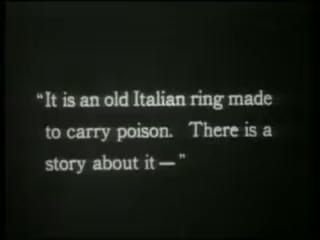 “It is an old Italian ring made
to carry poison.  There is a
story about it—”